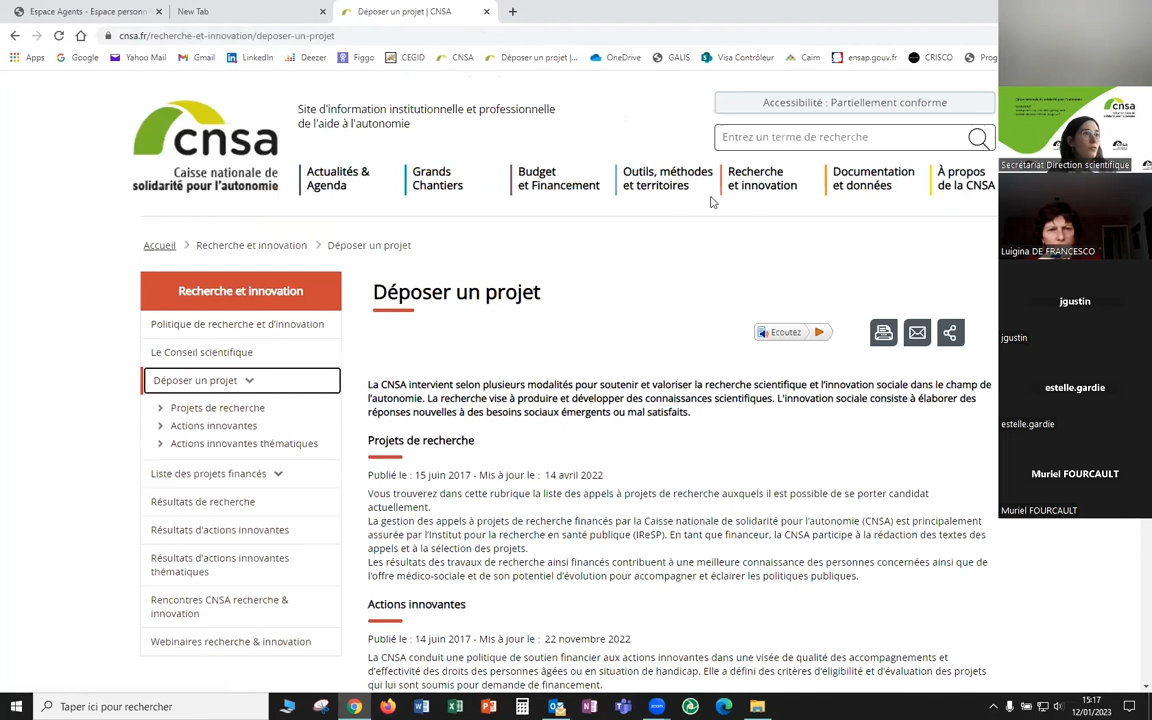 Espace Agents - Espace personn
New Tab
Déposer un projet | CNSA
cnsa.fr/recherche-et-innovation/deposer-un-projet
Apps
Google
Yahoo Mail
Gmail
LinkedIn
Deezer
Figgo
CEGID
CNSA
Déposer un projet |...
OneDrive
GALIS
Visa Contrôleur
Cairn
ensap.gouv.fr
CRISCO
Prog
cnsa
Caisse nationale de
solidarité pour l'autonomie
Site d'information institutionnelle et professionnelle
de l'aide à l'autonomie
Accessibilité : Partiellement conforme
Entrez un terme de recherche
Actualités &
Agenda
Grands
Chantiers
Budget
et Financement
Outils, méthodes
et territoires
Recherche
et innovation
Documentation
et données
À propos
de la CNSA
Accueil
Recherche et innovation
Déposer un projet
Recherche et innovation
Politique de recherche et d'innovation
Le Conseil scientifique
Déposer un projet
Projets de recherche
Actions innovantes
Actions innovantes thématiques
Liste des projets financés
Résultats de recherche
Résultats d'actions innovantes
Résultats d'actions innovantes
thématiques
Rencontres CNSA recherche &
innovation
Webinaires recherche & innovation
Déposer un projet
Ecoutez
La CNSA intervient selon plusieurs modalités pour soutenir et valoriser la recherche scientifique et l'innovation sociale dans le champ de
l'autonomie. La recherche vise à produire et développer des connaissances scientifiques. L'innovation sociale consiste à élaborer des
réponses nouvelles à des besoins sociaux émergents ou mal satisfaits.
Projets de recherche
Publié le : 15 juin 2017 - Mis à jour le : 14 avril 2022
Vous trouverez dans cette rubrique la liste des appels à projets de recherche auxquels il est possible de se porter candidat
actuellement.
La gestion des appels à projets de recherche financés par la Caisse nationale de solidarité pour l'autonomie (CNSA) est principalement
assurée par l'Institut pour la recherche en santé publique (IReSP). En tant que financeur, la CNSA participe à la rédaction des textes des
appels et à la sélection des projets.
Les résultats des travaux de recherche ainsi financés contribuent à une meilleure connaissance des personnes concernées ainsi que de
l'offre médico-sociale et de son potentiel d'évolution pour accompagner et éclairer les politiques publiques.
Actions innovantes
Publié le : 14 juin 2017 - Mis à jour le : 22 novembre 2022
La CNSA conduit une politique de soutien financier aux actions innovantes dans une visée de qualité des accompagnements et
d'effectivité des droits des personnes âgées ou en situation de handicap. Elle a défini des critères d'éligibilité et d'évaluation des projets
qui lui sont soumis pour demande de financement.
cnsa
Secrétariat Direction scientifique
Luigina DE FRANCESCO
jgustin
jgustin
estelle.gardie
estelle.gardie
Muriel FOURCAULT
Muriel FOURCAULT
Taper ici pour rechercher
15:17
12/01/2023